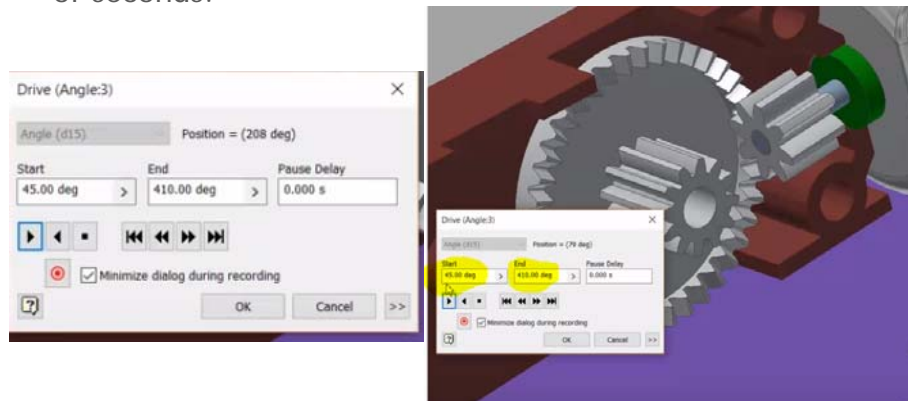 Drive (Angle:3)
Angle (d15) Position = (208 deg)
Start End Pause Delay
45.00 deg > 410.00 deg > 0.000 s
Minimize dialog during recording
OK Cancel >>
Drive (Angle:3)
Angle (d15) Position = (79 deg)
Start End Pause Delay
45.00 deg > 410.00 deg > 0.000 s
Minimize dialog during recording
OK Cancel >>